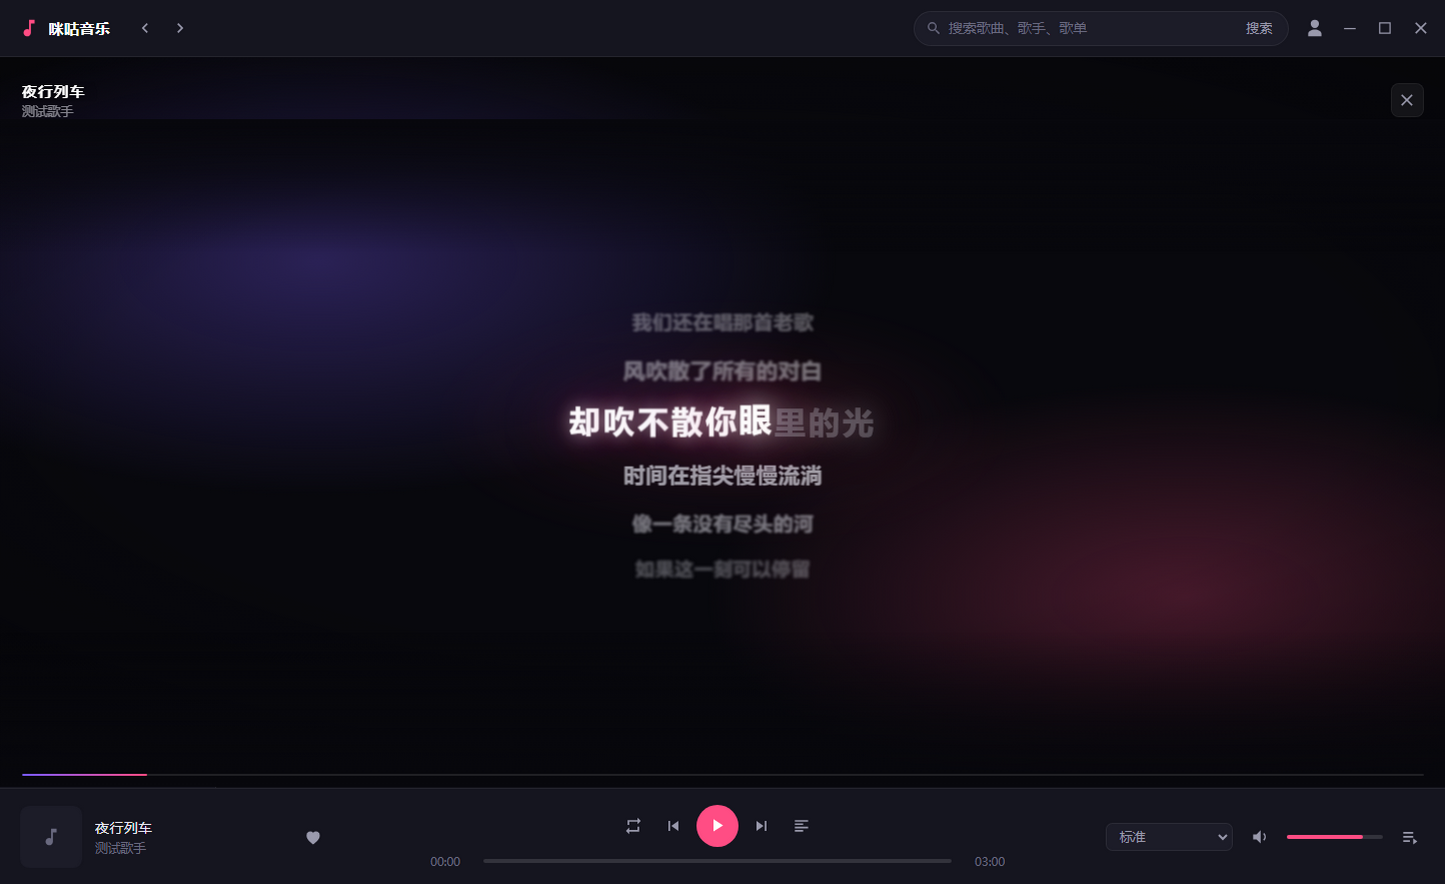 咪咕音乐
搜索歌曲、歌手、歌单
搜索
夜行列车
测试歌手
我们还在唱那首老歌
风吹散了所有的对白
却吹不散你眼里的光
时间在指尖慢慢流淌
像一条没有尽头的河
如果这一刻可以停留
夜行列车
测试歌手
00:00
03:00
标准